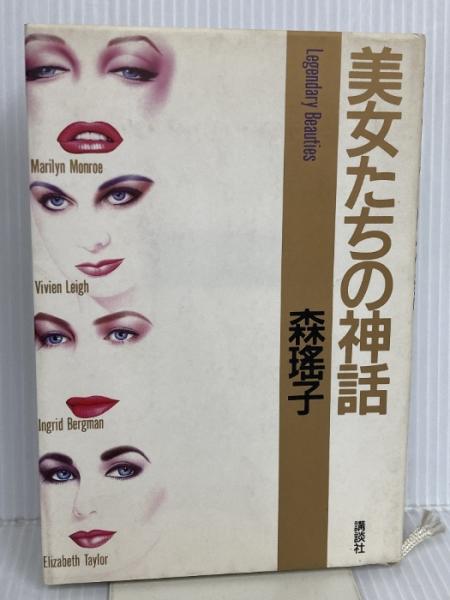 美女たちの神話
Legendary Beauties
森瑤子
Marilyn Monroe
Vivien Leigh
Ingrid Bergman
Elizabeth Taylor
講談社